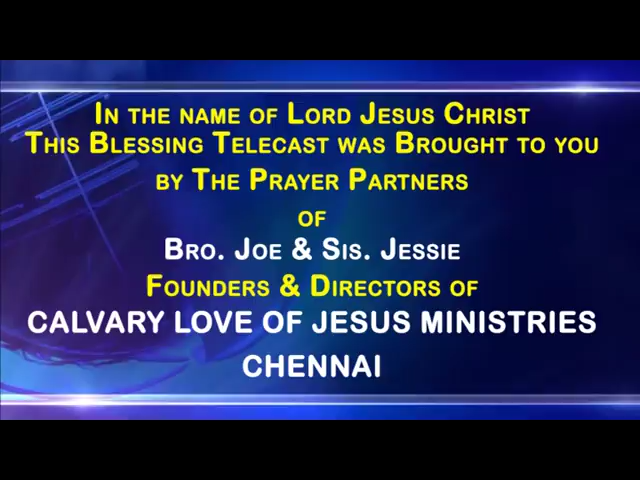 In the name of Lord Jesus Christ
This Blessing Telecast was Brought to you
by The Prayer Partners
of
Bro. Joe & Sis. Jessie
Founders & Directors of
CALVARY LOVE OF JESUS MINISTRIES
CHENNAI